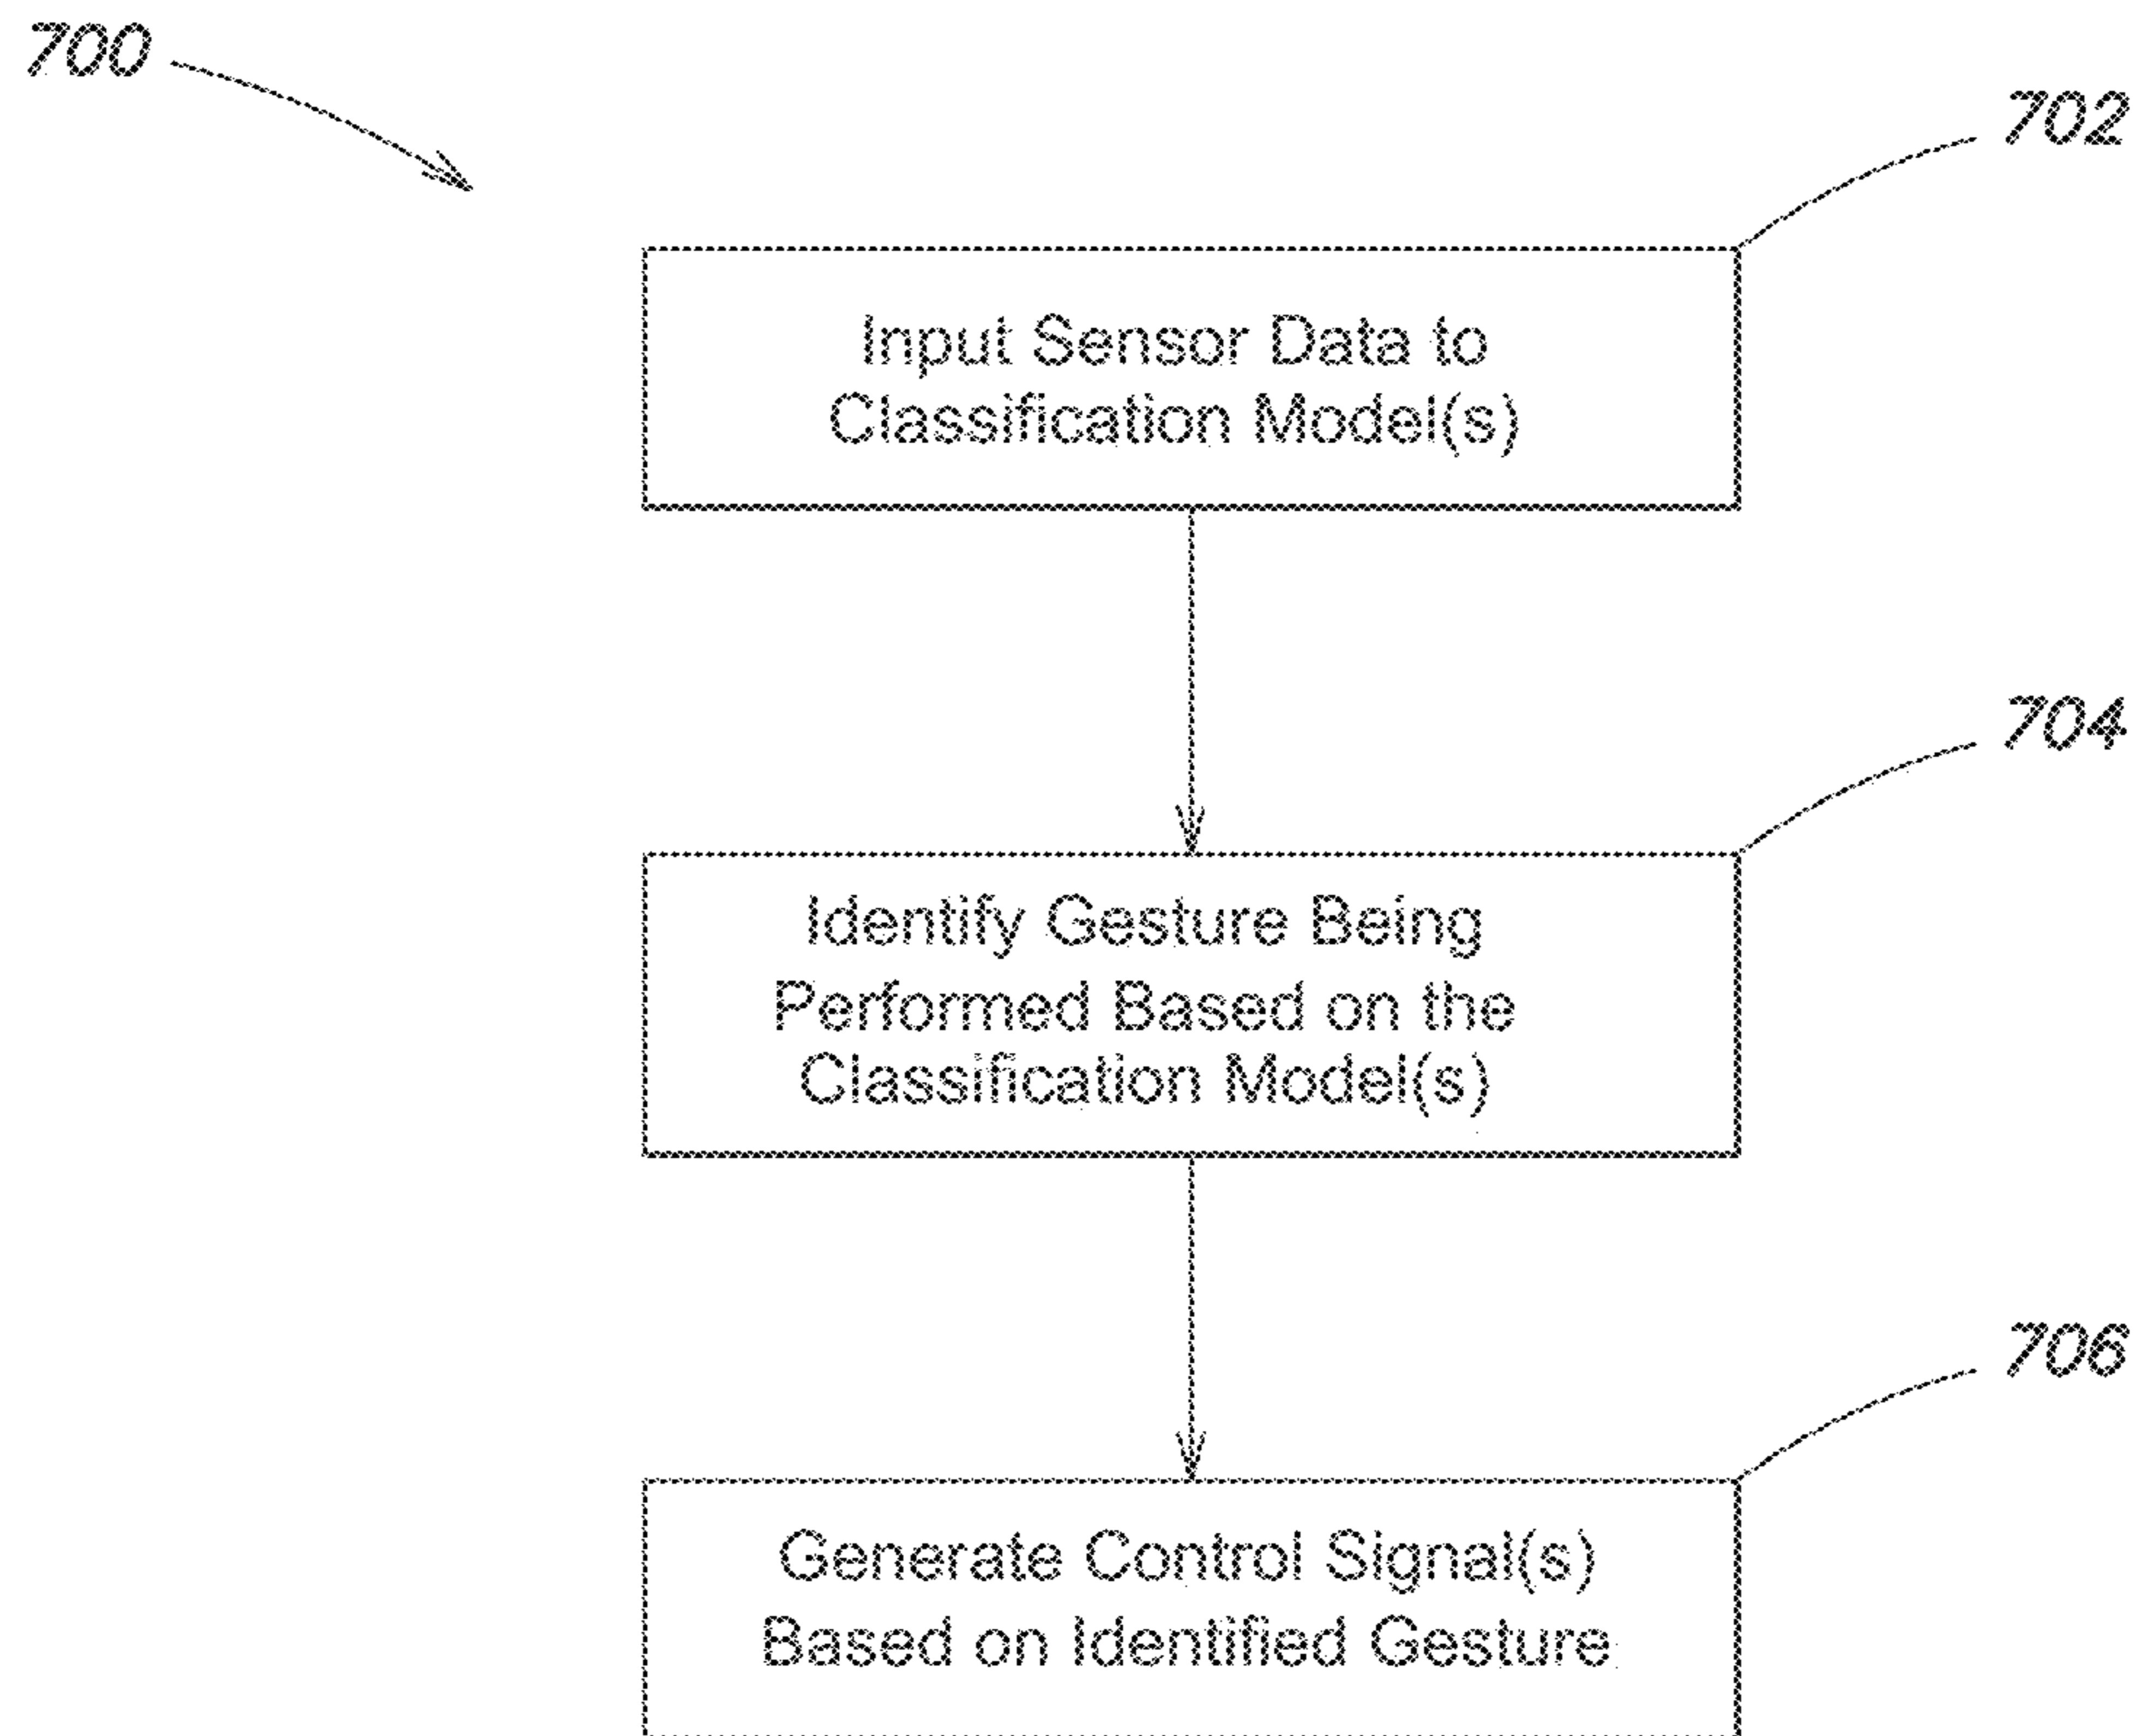 700
702
Input Sensor Data to
Classification Model(s)
704
Identify Gesture Being
Performed Based on the
Classification Model(s)
706
Generate Control Signal(s)
Based on Identified Gesture